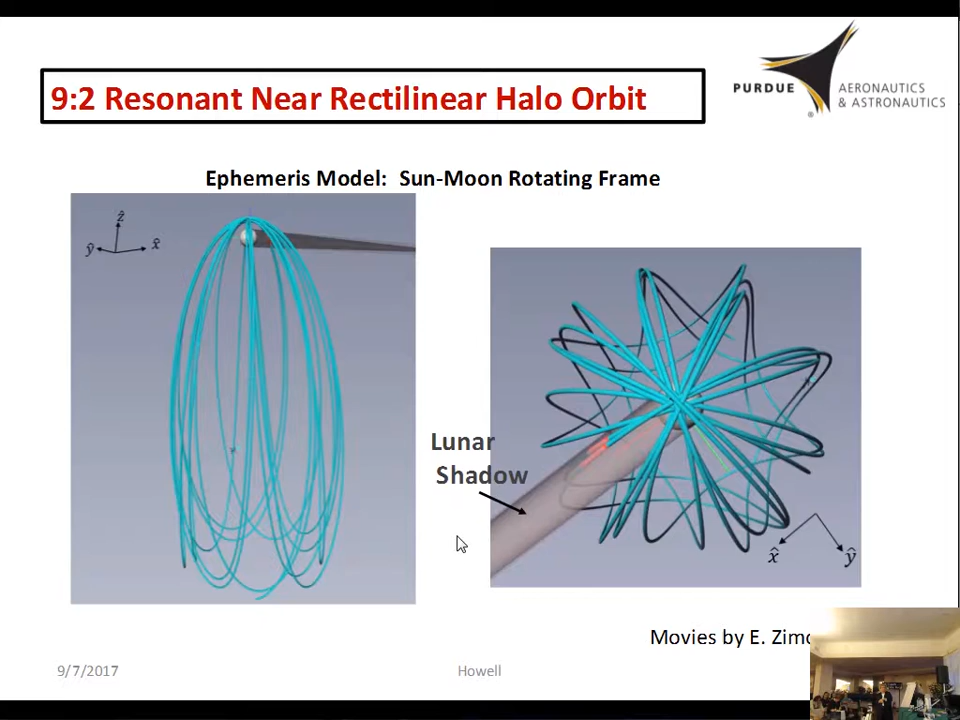 9:2 Resonant Near Rectilinear Halo Orbit
PURDUE
AERONAUTICS
& ASTRONAUTICS
®
Ephemeris Model: Sun-Moon Rotating Frame
ẑ
ŷ
x̂
Lunar
Shadow
x̂
ŷ
Movies by E.
9/7/2017
Howell